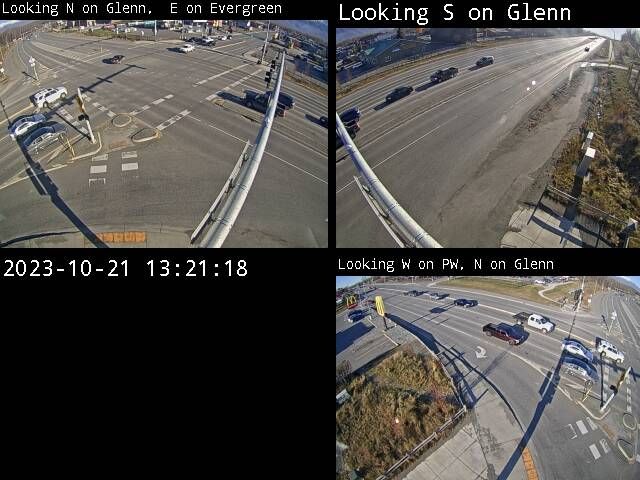 Looking N on Glenn,  E on Evergreen
Looking S on Glenn
2023-10-21 13:21:18
Looking W on PW, N on Glenn